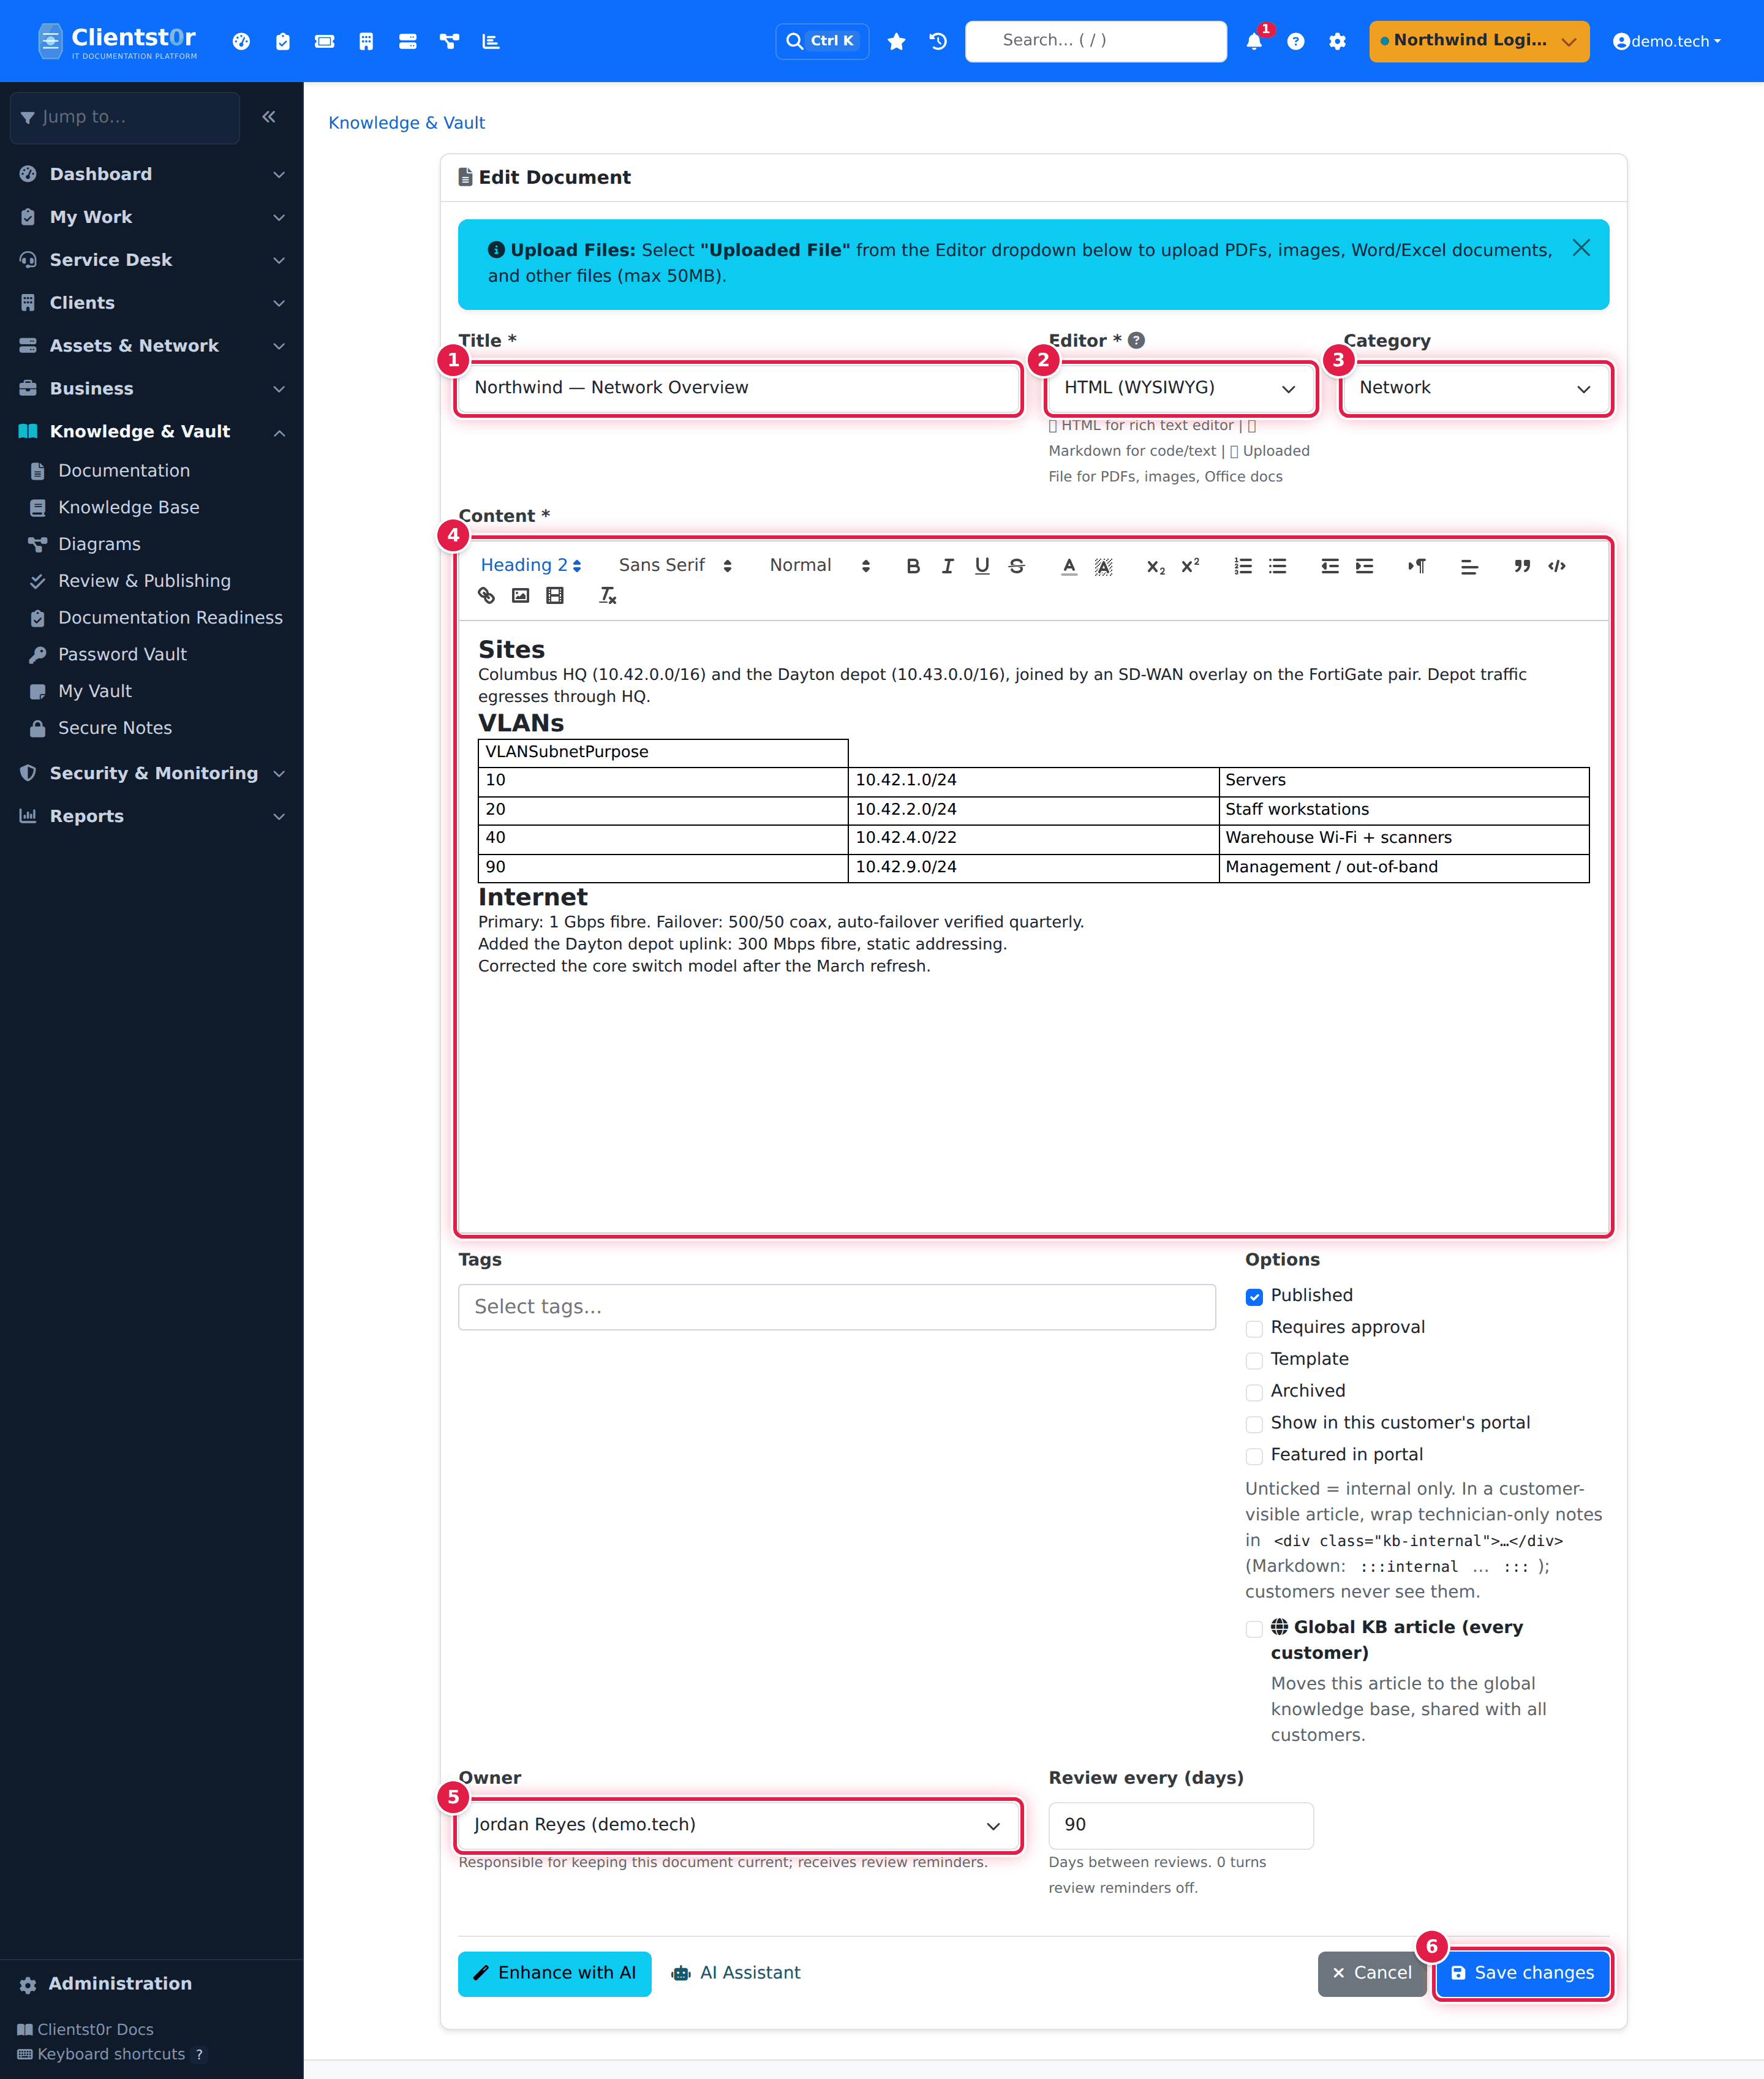 Clientst0r
IT DOCUMENTATION PLATFORM
Ctrl K
Search... ( / )
1
Northwind Logi...
demo.tech
Jump to...
Dashboard
My Work
Service Desk
Clients
Assets & Network
Business
Knowledge & Vault
Documentation
Knowledge Base
Diagrams
Review & Publishing
Documentation Readiness
Password Vault
My Vault
Secure Notes
Security & Monitoring
Reports
Administration
Clientst0r Docs
Keyboard shortcuts ?
Knowledge & Vault
Edit Document
Upload Files: Select "Uploaded File" from the Editor dropdown below to upload PDFs, images, Word/Excel documents,
and other files (max 50MB).
Title *
Editor *
Category
1
Northwind — Network Overview
2
HTML (WYSIWYG)
3
Network
HTML for rich text editor |
Markdown for code/text | Uploaded
File for PDFs, images, Office docs
Content *
4
Heading 2
Sans Serif
Normal
Sites
Columbus HQ (10.42.0.0/16) and the Dayton depot (10.43.0.0/16), joined by an SD-WAN overlay on the FortiGate pair. Depot traffic
egresses through HQ.
VLANs
VLANSubnetPurpose
10 10.42.1.0/24 Servers
20 10.42.2.0/24 Staff workstations
40 10.42.4.0/22 Warehouse Wi-Fi + scanners
90 10.42.9.0/24 Management / out-of-band
Internet
Primary: 1 Gbps fibre. Failover: 500/50 coax, auto-failover verified quarterly.
Added the Dayton depot uplink: 300 Mbps fibre, static addressing.
Corrected the core switch model after the March refresh.
Tags
Select tags...
Options
Published
Requires approval
Template
Archived
Show in this customer's portal
Featured in portal
Unticked = internal only. In a customer-
visible article, wrap technician-only notes
in <div class="kb-internal">…</div>
(Markdown: :::internal … ::: );
customers never see them.
Global KB article (every
customer)
Moves this article to the global
knowledge base, shared with all
customers.
Owner
5
Jordan Reyes (demo.tech)
Responsible for keeping this document current; receives review reminders.
Review every (days)
90
Days between reviews. 0 turns
review reminders off.
Enhance with AI
AI Assistant
Cancel
6
Save changes